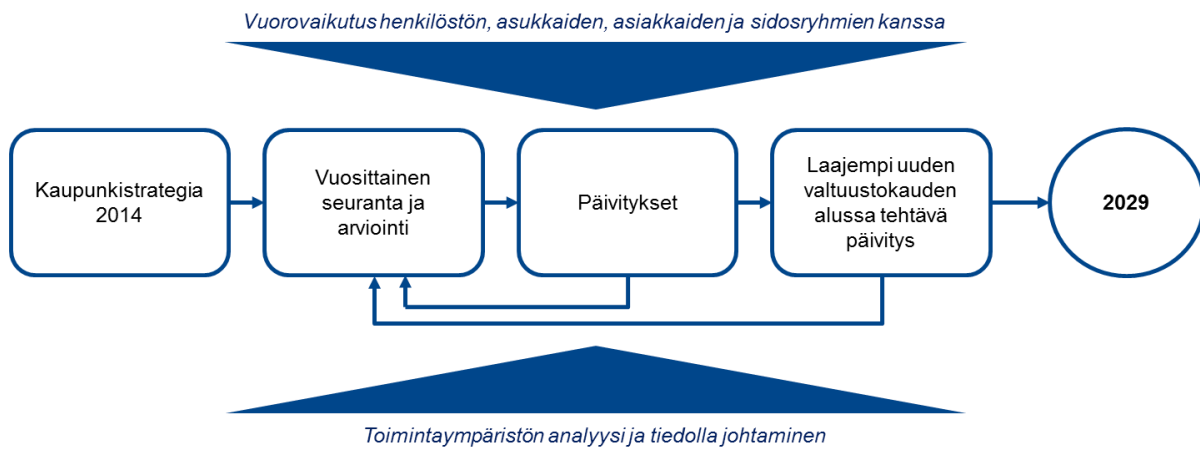 Vuorovaikutus henkilöstön, asukkaiden, asiakkaiden ja sidosryhmien kanssa
Kaupunkistrategia
2014
Vuosittainen
seuranta ja
arviointi
Päivitykset
Laajempi uuden
valtuustokauden
alussa tehtävä
päivitys
2029
Toimintaympäristön analyysi ja tiedolla johtaminen